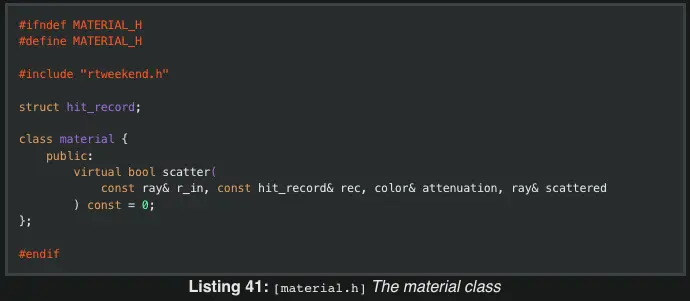 #ifndef MATERIAL_H
#define MATERIAL_H

#include "rtweekend.h"

struct hit_record;

class material {
    public:
        virtual bool scatter(
            const ray& r_in, const hit_record& rec, color& attenuation, ray& scattered
        ) const = 0;
};

#endif
Listing 41: [material.h] The material class